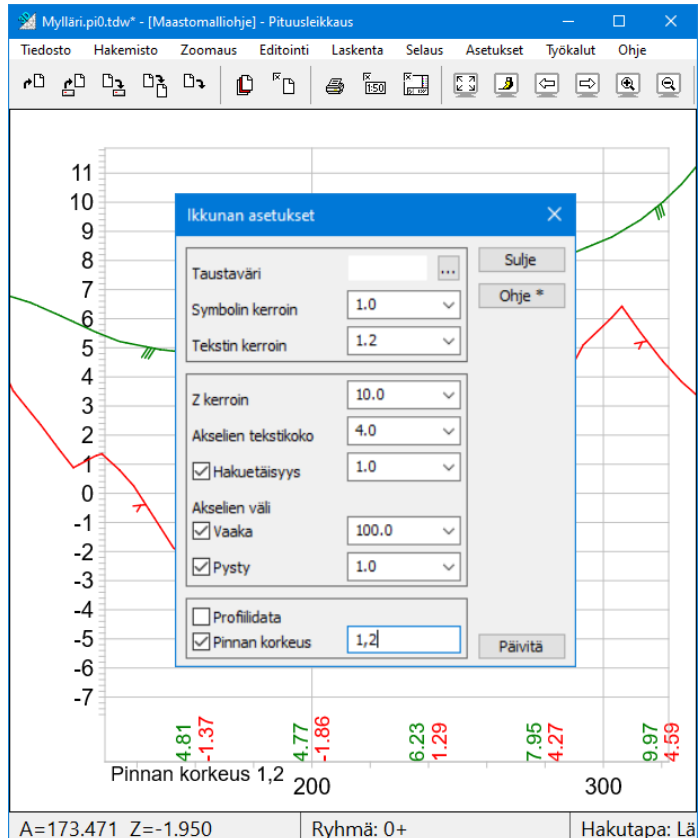 Mylläri.pi0.tdw* - [Maastomalliohje] - Pituusleikkaus
Tiedosto Hakemisto Zoomaus Editointi Laskenta Selaus Asetukset Työkalut Ohje
1:50
11
10
9
8
7
6
5
4
3
2
1
0
-1
-2
-3
-4
-5
-6
-7
Ikkunan asetukset
Taustaväri ...
Sulje
Symbolin kerroin 1.0
Ohje *
Tekstin kerroin 1.2
Z kerroin 10.0
Akselien tekstikoko 4.0
Hakuetäisyys 1.0
Akselien väli
Vaaka 100.0
Pysty 1.0
Profiilidata
Pinnan korkeus 1,2
Päivitä
4.81 4.77 6.23 7.95 9.97
-1.37 -1.86 1.29 4.27 4.59
Pinnan korkeus 1,2
200 300
A=173.471 Z=-1.950 Ryhmä: 0+ Hakutapa: Lä